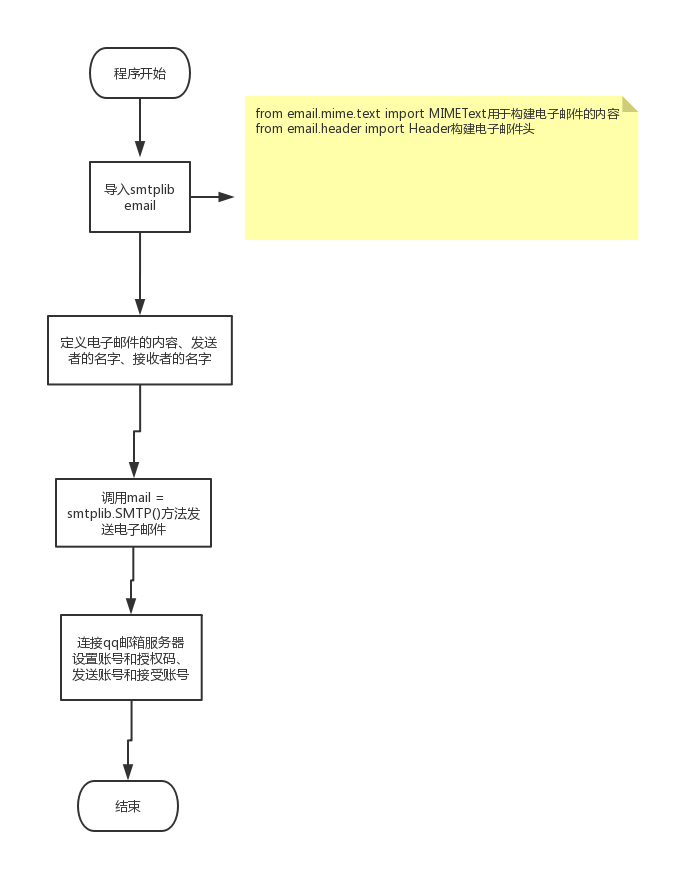 程序开始
from email.mime.text import MIMEText用于构建电子邮件的内容
from email.header import Header构建电子邮件头
导入smtplib
email
定义电子邮件的内容、发送
者的名字、接收者的名字
调用mail =
smtplib.SMTP()方法发
送电子邮件
连接qq邮箱服务器
设置账号和授权码、
发送账号和接受账号
结束